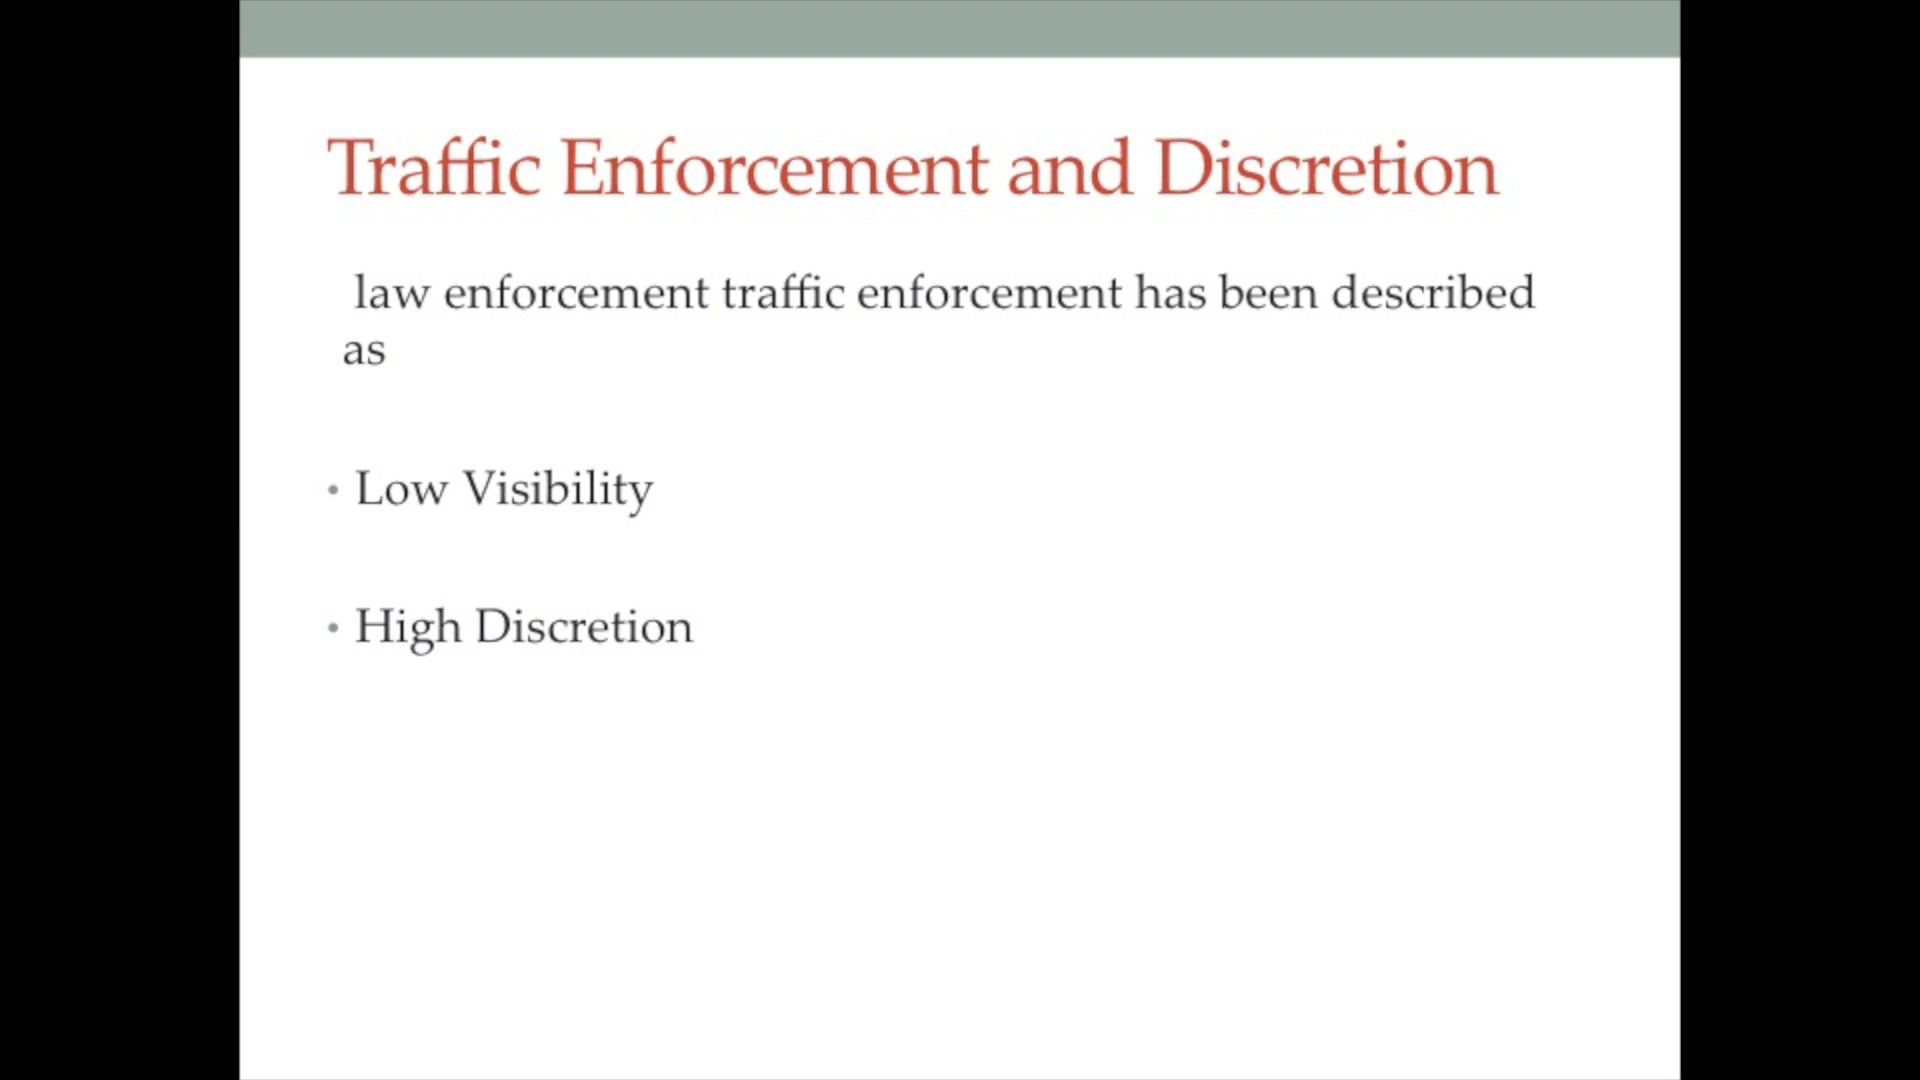 Traffic Enforcement and Discretion
law enforcement traffic enforcement has been described
as
• Low Visibility
• High Discretion